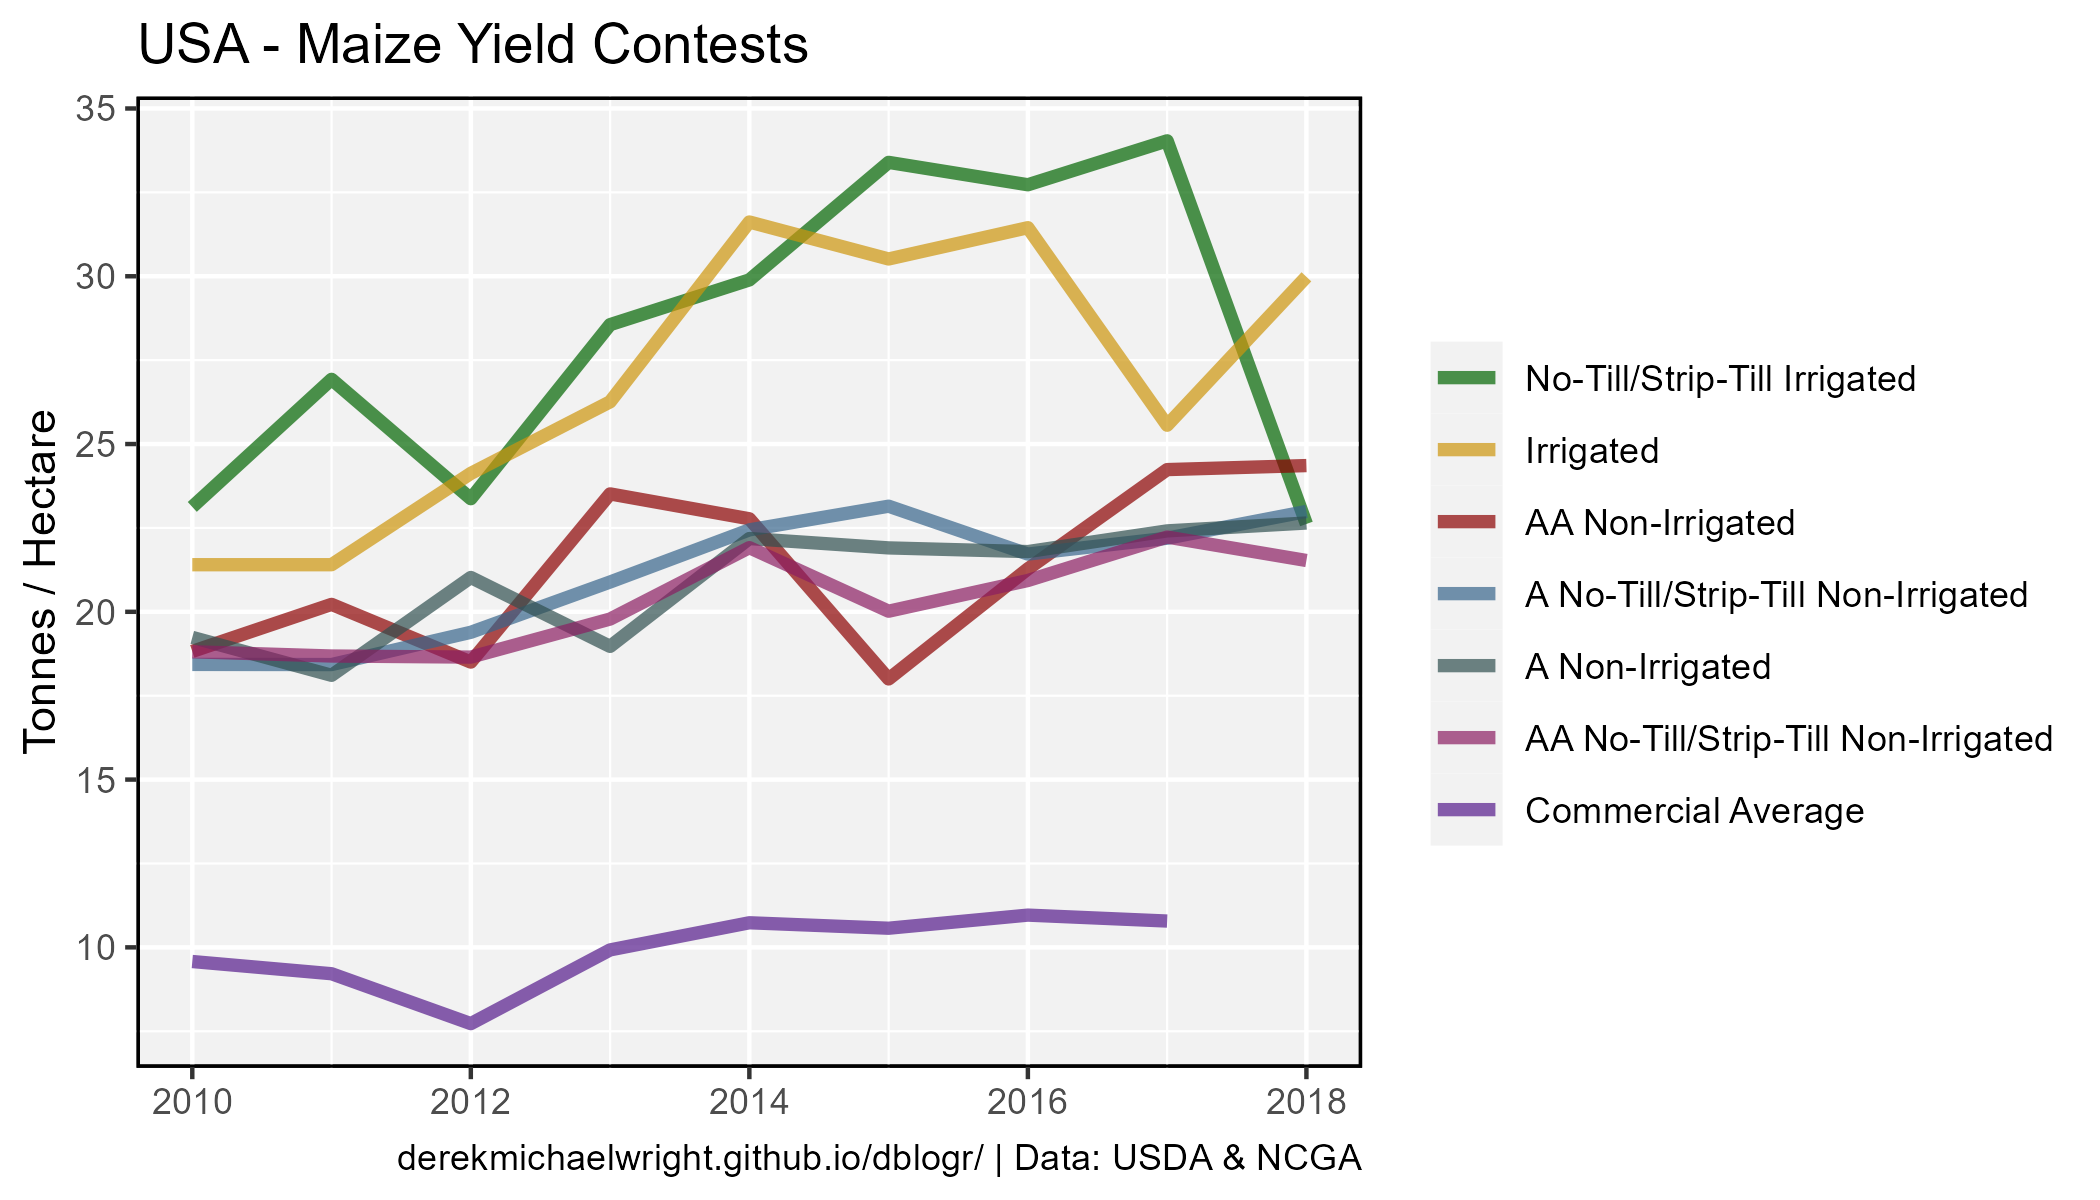 USA - Maize Yield Contests
Tonnes / Hectare
35
30
25
20
15
10
2010 2012 2014 2016 2018
No-Till/Strip-Till Irrigated
Irrigated
AA Non-Irrigated
A No-Till/Strip-Till Non-Irrigated
A Non-Irrigated
AA No-Till/Strip-Till Non-Irrigated
Commercial Average
derekmichaelwright.github.io/dblogr/ | Data: USDA & NCGA